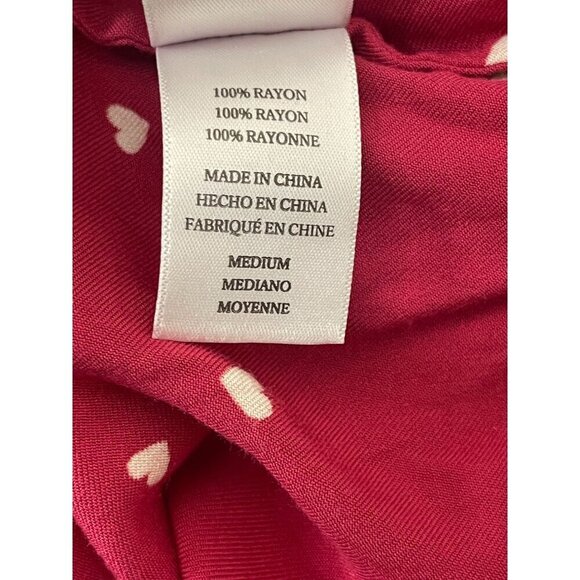 100% RAYON
100% RAYON
100% RAYONNE
MADE IN CHINA
HECHO EN CHINA
FABRIQUÉ EN CHINE
MEDIUM
MEDIANO
MOYENNE